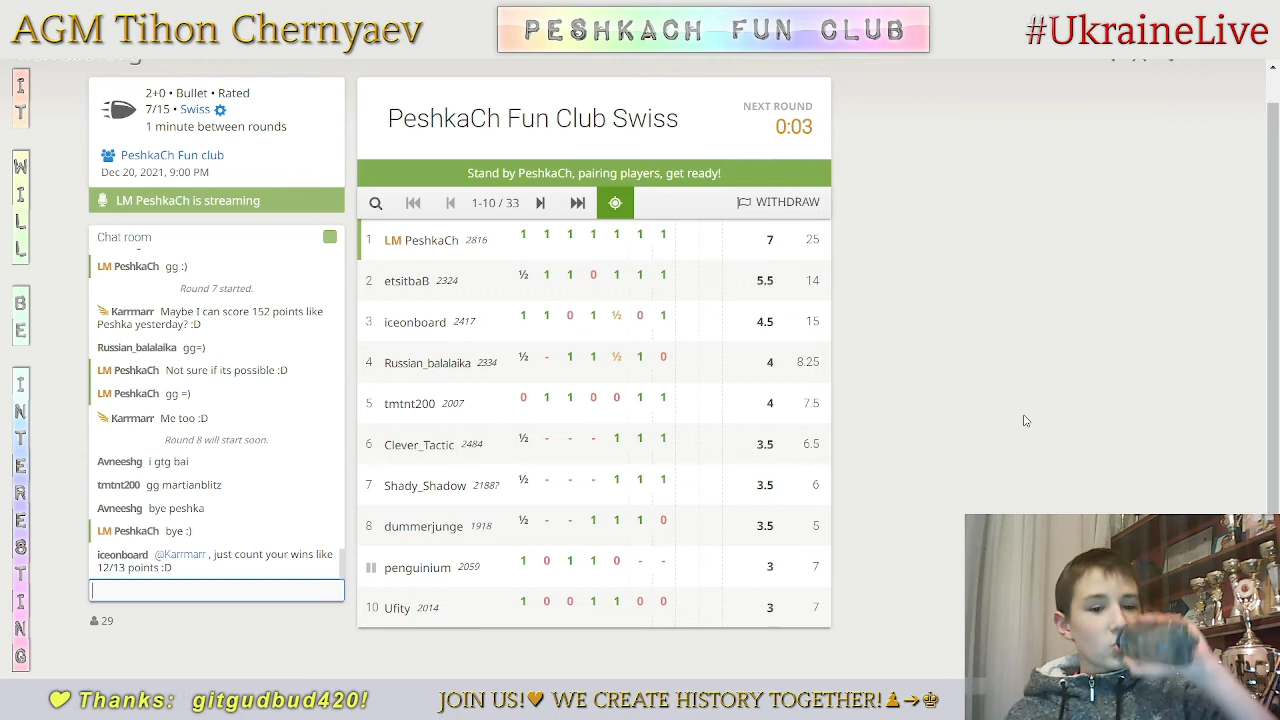 AGM Tihon Chernyaev
PESHKACH FUN CLUB
#UkraineLive
IT
WILL
BE
INTERESTING
2+0 • Bullet • Rated
7/15 • Swiss
1 minute between rounds
PeshkaCh Fun club
Dec 20, 2021, 9:00 PM
LM PeshkaCh is streaming
Chat room
LM PeshkaCh gg :)
Round 7 started.
Karrmarr Maybe I can score 152 points like
Peshka yesterday? :D
Russian_balalaika gg=)
LM PeshkaCh Not sure if its possible :D
LM PeshkaCh gg =)
Karrmarr Me too :D
Round 8 will start soon.
Avneeshg i gtg bai
tmtnt200 gg martianblitz
Avneeshg bye peshka
LM PeshkaCh bye :)
iceonboard @Karrmarr , just count your wins like
12/13 points :D
29
PeshkaCh Fun Club Swiss
NEXT ROUND
0:03
Stand by PeshkaCh, pairing players, get ready!
1-10 / 33
WITHDRAW
1 LM PeshkaCh 2816 1 1 1 1 1 1 1 7 25
2 etsitbaB 2324 ½ 1 1 0 1 1 1 5.5 14
3 iceonboard 2417 1 1 0 1 ½ 0 1 4.5 15
4 Russian_balalaika 2334 ½ - 1 1 ½ 1 0 4 8.25
5 tmtnt200 2007 0 1 1 0 0 1 1 4 7.5
6 Clever_Tactic 2484 ½ - - - 1 1 1 3.5 6.5
7 Shady_Shadow 2188? ½ - - - 1 1 1 3.5 6
8 dummerjunge 1918 ½ - - 1 1 1 0 3.5 5
penguinium 2059 1 0 1 1 0 - - 3 7
10 Ufity 2014 1 0 0 1 1 0 0 3 7
Thanks: gitgudbud420!
JOIN US!🧡 WE CREATE HISTORY TOGETHER!♟→♚